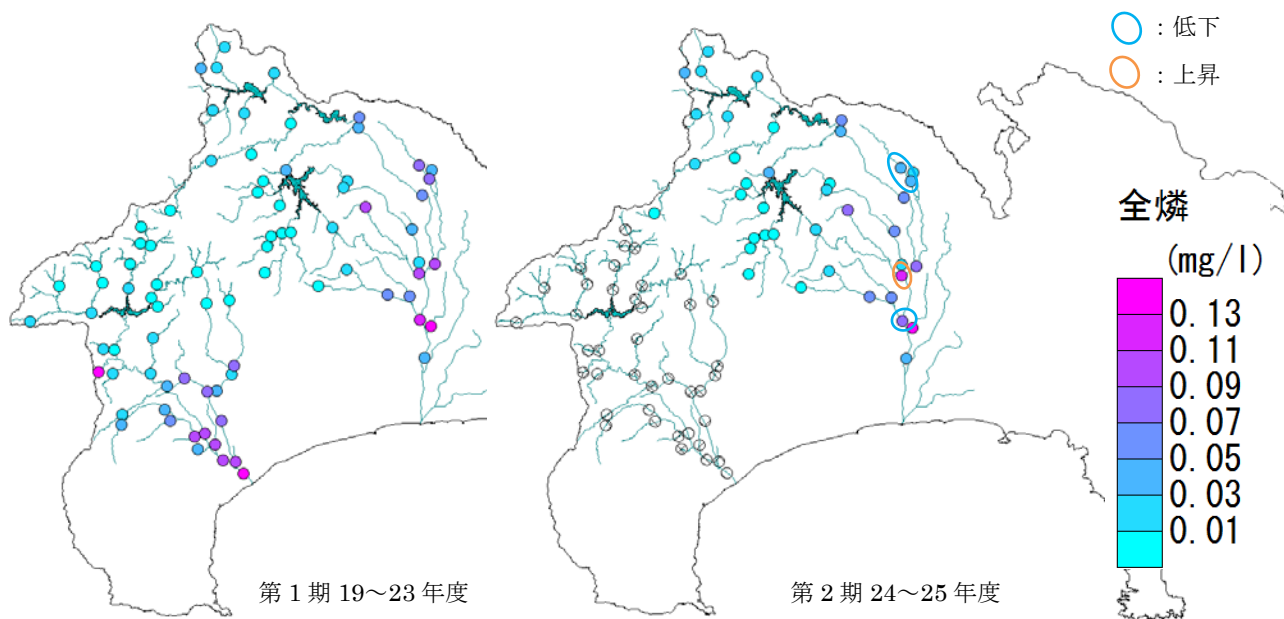 ：低下
：上昇
全燐
(mg/l)
0.13
0.11
0.09
0.07
0.05
0.03
0.01
第 1 期 19～23 年度
第 2 期 24～25 年度